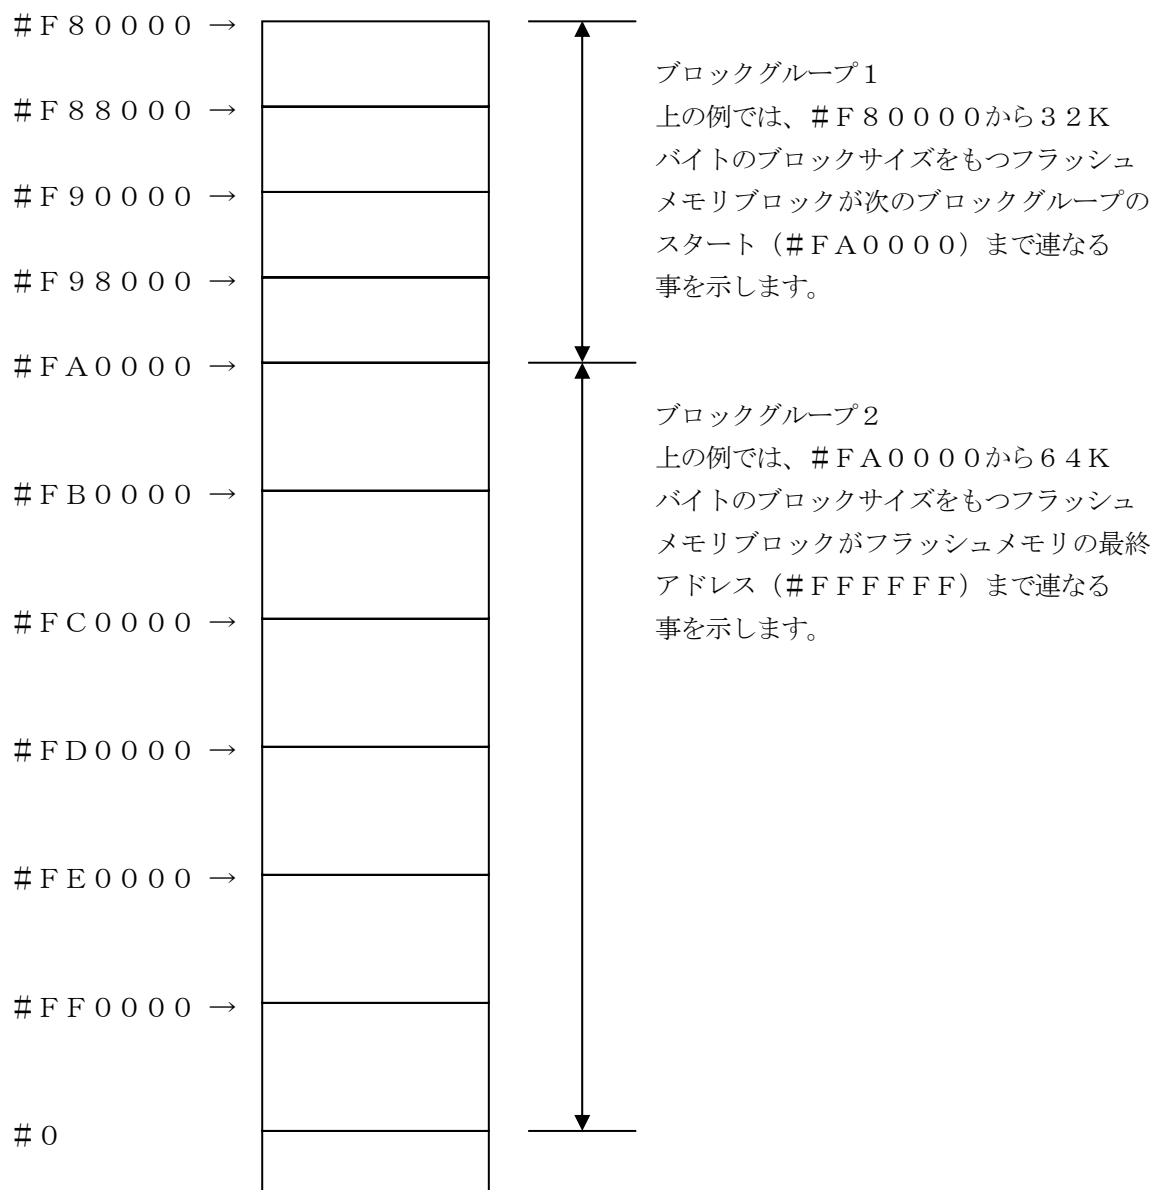 ＃Ｆ８００００ →
ブロックグループ１
上の例では、＃Ｆ８００００から３２Ｋ
＃Ｆ８８０００ →
バイトのブロックサイズをもつフラッシュ
メモリブロックが次のブロックグループの
＃Ｆ９００００ →
スタート（＃ＦＡ００００）まで連なる
事を示します。
＃Ｆ９８０００ →
＃ＦＡ００００ →
ブロックグループ２
上の例では、＃ＦＡ００００から６４Ｋ
＃ＦＢ００００ →
バイトのブロックサイズをもつフラッシュ
メモリブロックがフラッシュメモリの最終
アドレス（＃ＦＦＦＦＦＦ）まで連なる
＃ＦＣ００００ →
事を示します。
＃ＦＤ００００ →
＃ＦＥ００００ →
＃ＦＦ００００ →
＃０